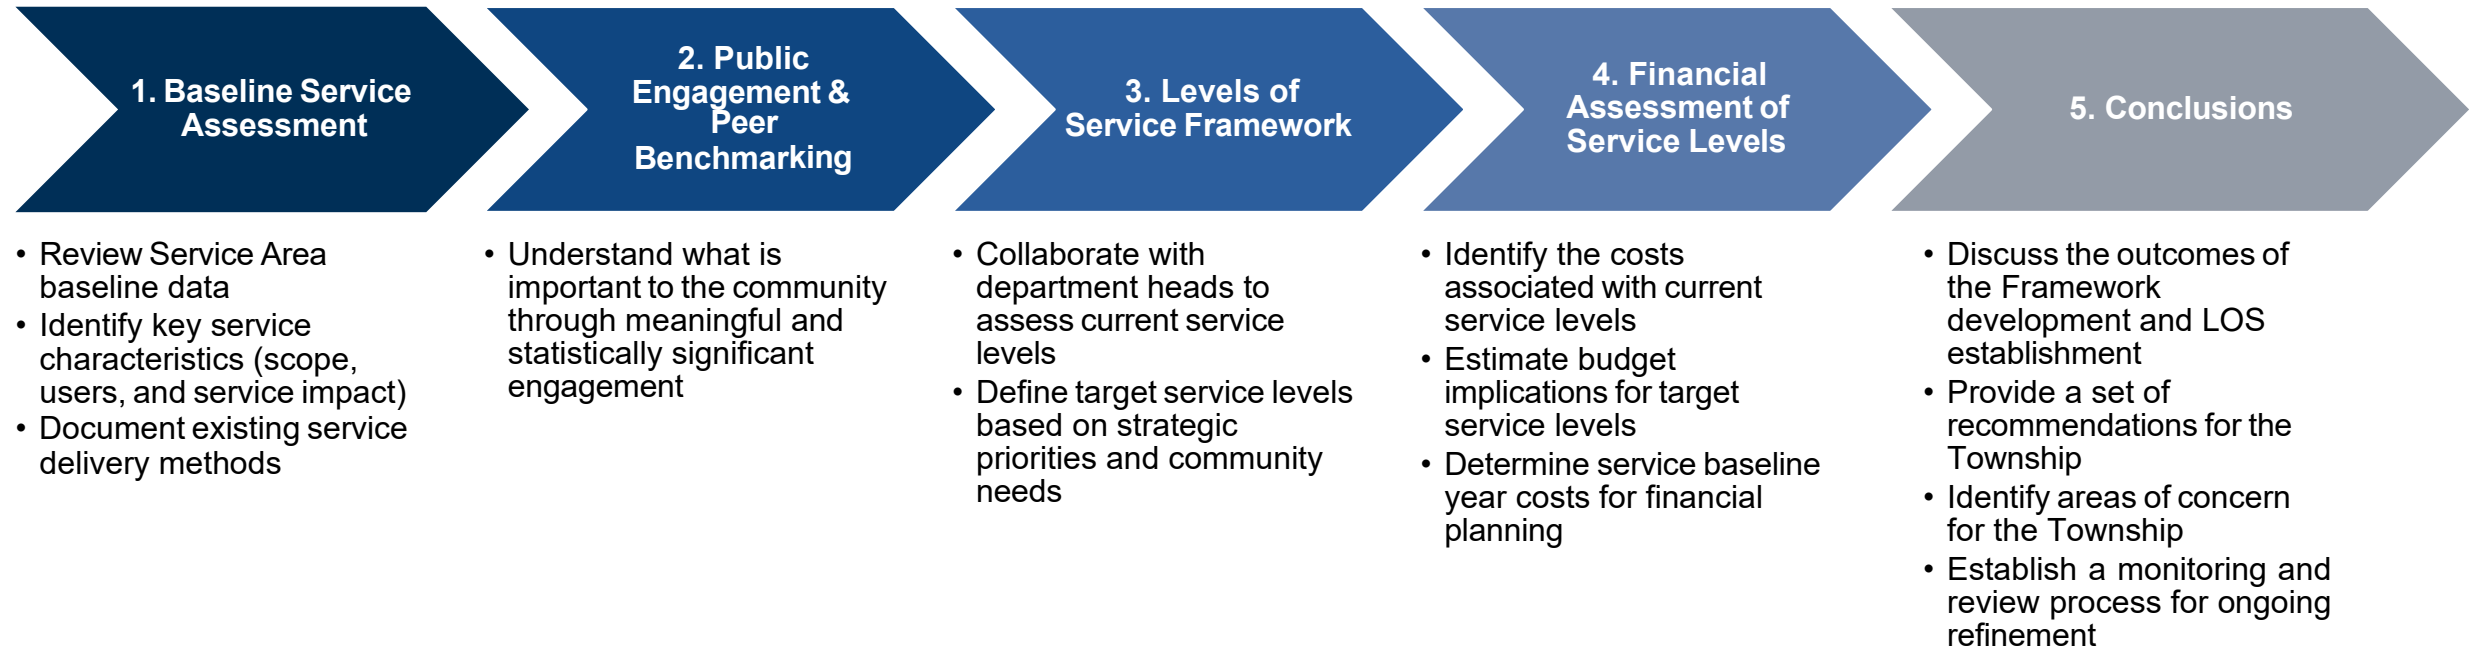 1. Baseline Service
Assessment
2. Public
Engagement &
Peer
Benchmarking
3. Levels of
Service Framework
4. Financial
Assessment of
Service Levels
5. Conclusions
• Review Service Area
baseline data
• Identify key service
characteristics (scope,
users, and service impact)
• Document existing service
delivery methods
• Understand what is
important to the community
through meaningful and
statistically significant
engagement
• Collaborate with
department heads to
assess current service
levels
• Define target service levels
based on strategic
priorities and community
needs
• Identify the costs
associated with current
service levels
• Estimate budget
implications for target
service levels
• Determine service baseline
year costs for financial
planning
• Discuss the outcomes of
the Framework
development and LOS
establishment
• Provide a set of
recommendations for the
Township
• Identify areas of concern
for the Township
• Establish a monitoring and
review process for ongoing
refinement